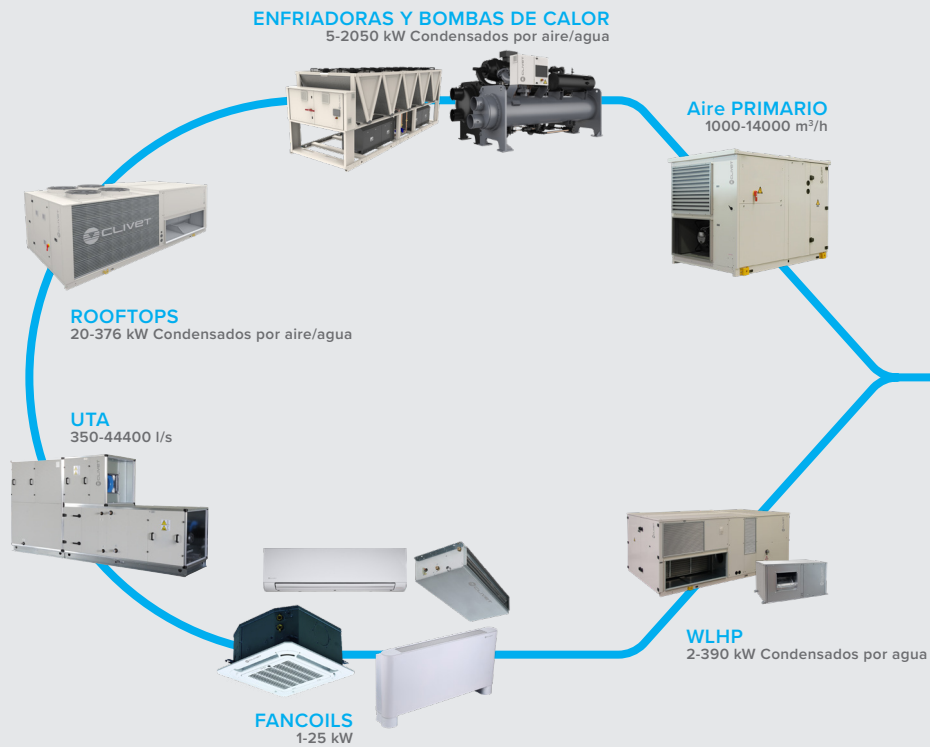 ENFRIADORAS Y BOMBAS DE CALOR
5-2050 kW Condensados por aire/agua
Aire PRIMARIO
1000-14000 m³/h
CLIVET
ROOFTOPS
20-376 kW Condensados por aire/agua
UTA
350-44400 l/s
WLHP
2-390 kW Condensados por agua
FANCOILS
1-25 kW